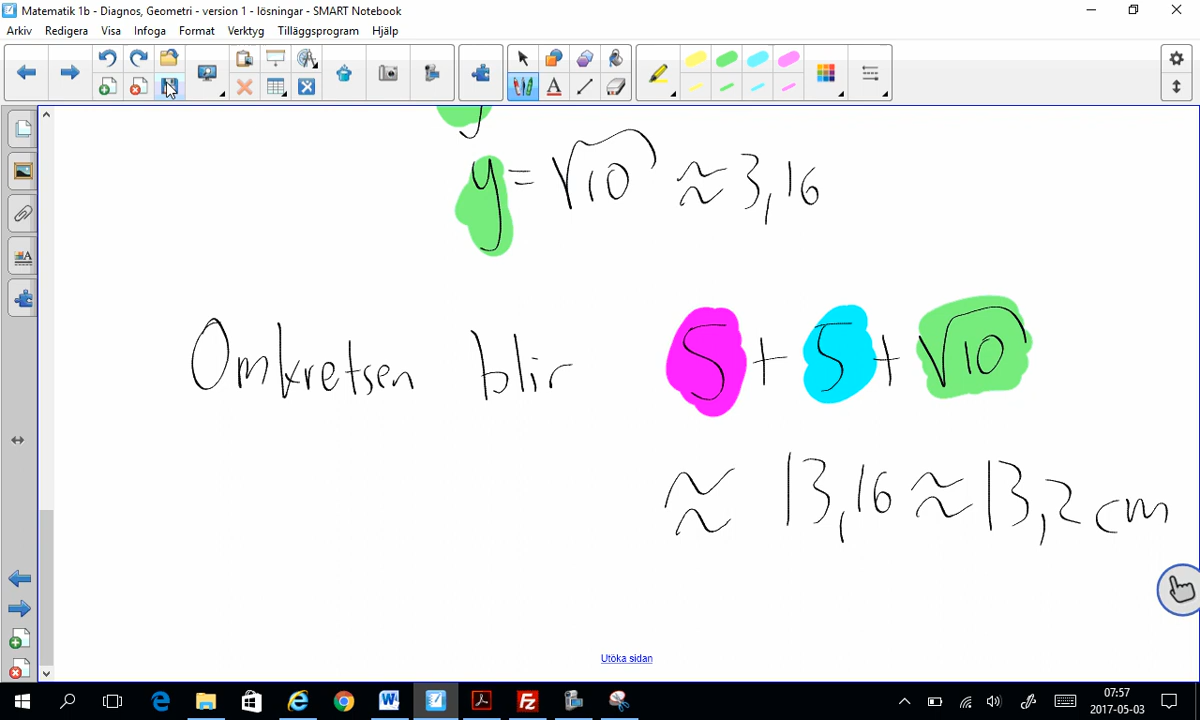 Matematik 1b - Diagnos, Geometri - version 1 - lösningar - SMART Notebook
Arkiv Redigera Visa Infoga Format Verktyg Tilläggsprogram Hjälp
y = √10 ≈ 3,16
Omkretsen blir 5 + 5 + √10
≈ 13,16 ≈ 13,2 cm
Utöka sidan
07:57
2017-05-03